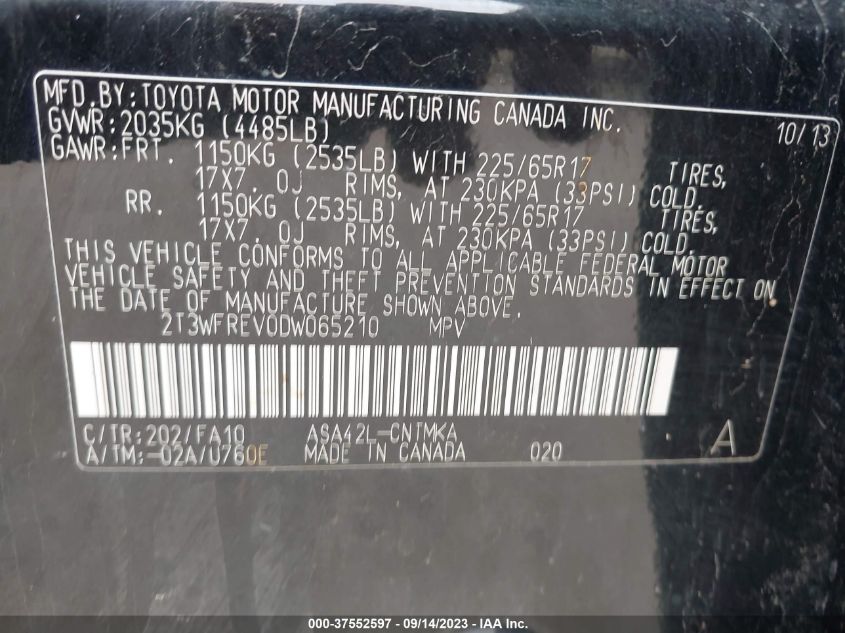 MFD.BY:TOYOTA MOTOR MANUFACTURING CANADA INC. 10/13
GVWR:2035KG (4485LB)
GAWR:FRT. 1150KG (2535LB) WITH 225/65R17 TIRES,
17X7.0J RIMS, AT 230KPA (33PSI) COLD.
RR. 1150KG (2535LB) WITH 225/65R17 TIRES,
17X7.0J RIMS, AT 230KPA (33PSI) COLD.
THIS VEHICLE CONFORMS TO ALL APPLICABLE FEDERAL MOTOR
VEHICLE SAFETY AND THEFT PREVENTION STANDARDS IN EFFECT ON
THE DATE OF MANUFACTURE SHOWN ABOVE.
2T3WFREV0DW065210 MPV
C/TR:202/FA10 ASA42L-CNTMKA A
A/TM:-02A/U760E MADE IN CANADA 020
000-37552597 - 09/14/2023 - IAA Inc.